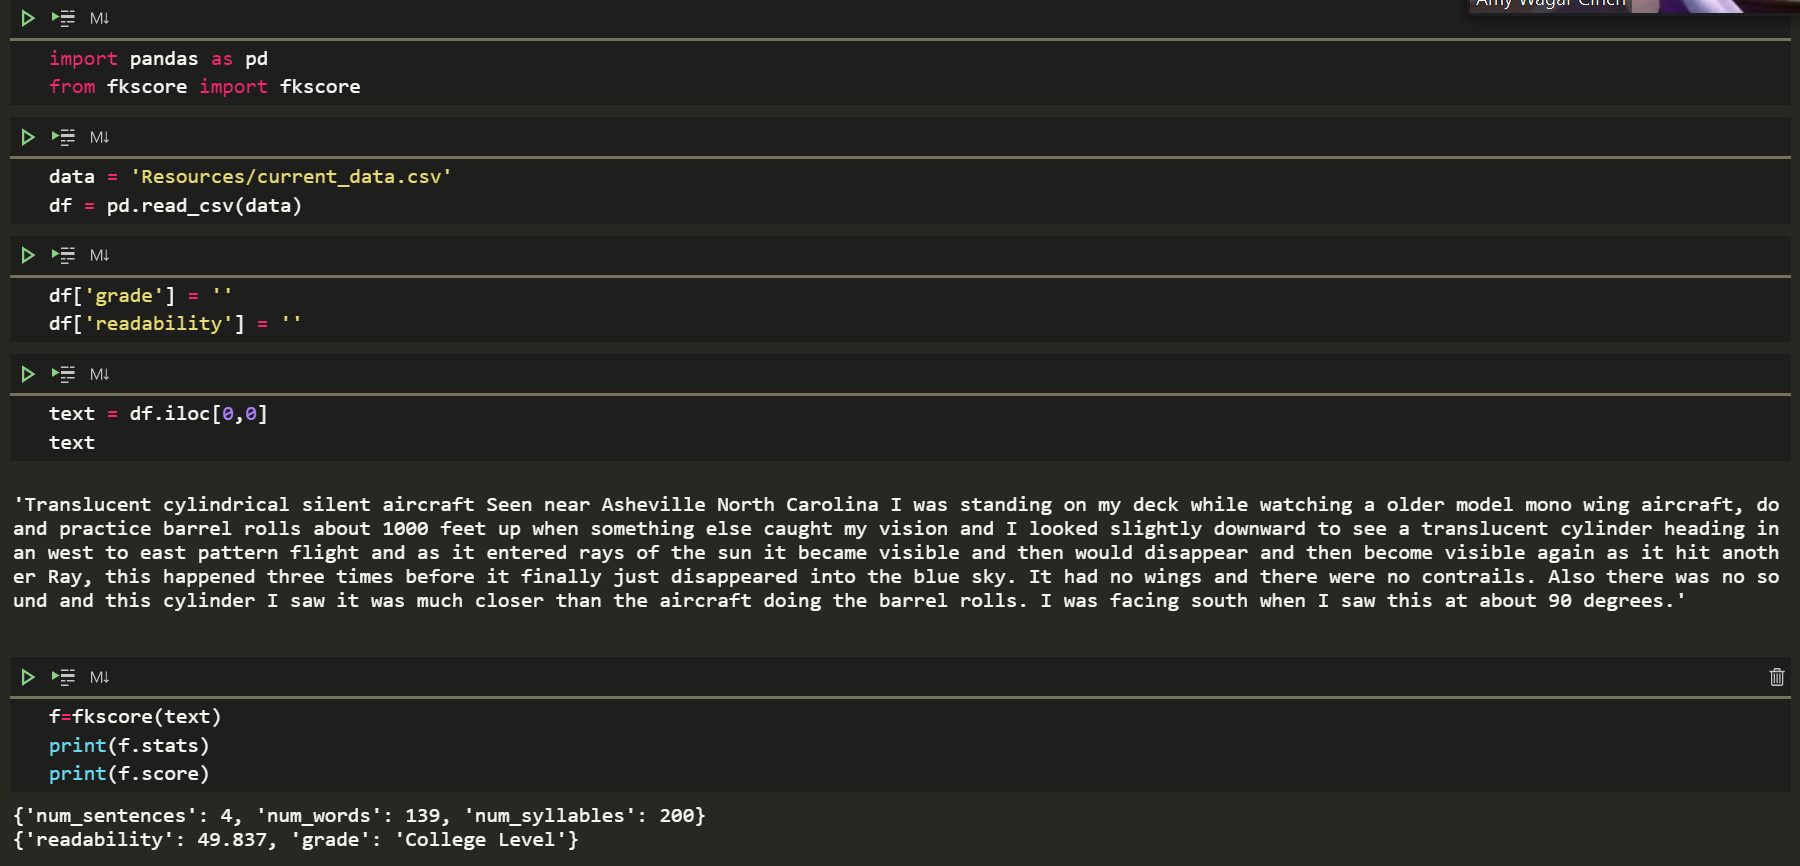 Amy Wagar Cinch
M↓
import pandas as pd
from fkscore import fkscore
M↓
data = 'Resources/current_data.csv'
df = pd.read_csv(data)
M↓
df['grade'] = ''
df['readability'] = ''
M↓
text = df.iloc[0,0]
text
'Translucent cylindrical silent aircraft Seen near Asheville North Carolina I was standing on my deck while watching a older model mono wing aircraft, do
and practice barrel rolls about 1000 feet up when something else caught my vision and I looked slightly downward to see a translucent cylinder heading in
an west to east pattern flight and as it entered rays of the sun it became visible and then would disappear and then become visible again as it hit anoth
er Ray, this happened three times before it finally just disappeared into the blue sky. It had no wings and there were no contrails. Also there was no so
und and this cylinder I saw it was much closer than the aircraft doing the barrel rolls. I was facing south when I saw this at about 90 degrees.'
M↓
f=fkscore(text)
print(f.stats)
print(f.score)
{'num_sentences': 4, 'num_words': 139, 'num_syllables': 200}
{'readability': 49.837, 'grade': 'College Level'}